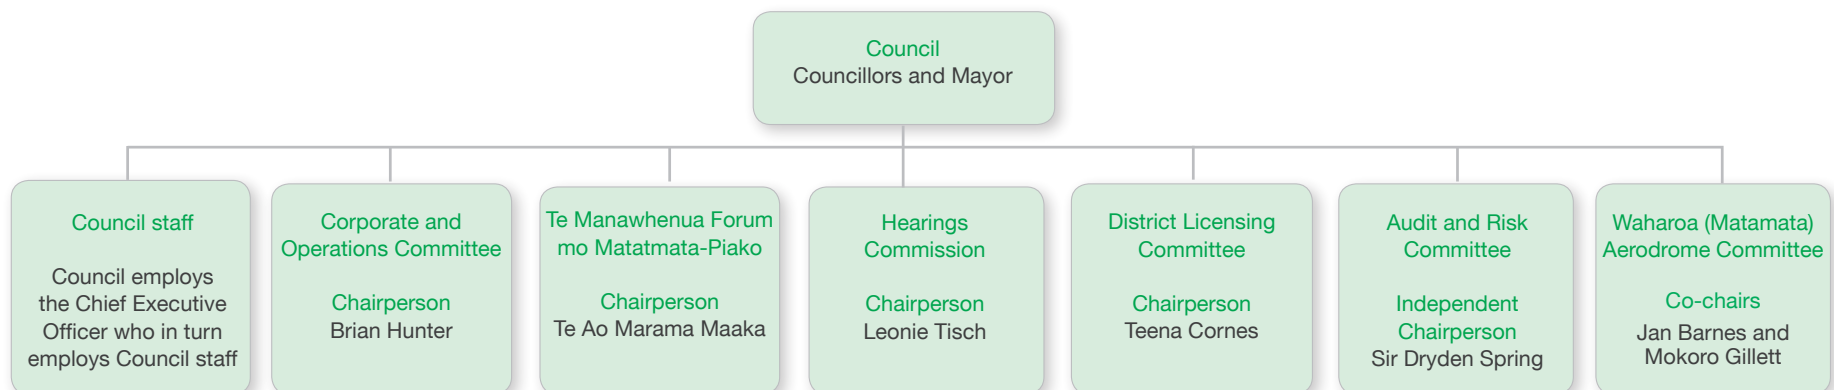 Council
Councillors and Mayor
Council staff
Council employs
the Chief Executive
Officer who in turn
employs Council staff
Corporate and
Operations Committee
Chairperson
Brian Hunter
Te Manawhenua Forum
mo Matatmata-Piako
Chairperson
Te Ao Marama Maaka
Hearings
Commission
Chairperson
Leonie Tisch
District Licensing
Committee
Chairperson
Teena Cornes
Audit and Risk
Committee
Independent
Chairperson
Sir Dryden Spring
Waharoa (Matamata)
Aerodrome Committee
Co-chairs
Jan Barnes and
Mokoro Gillett